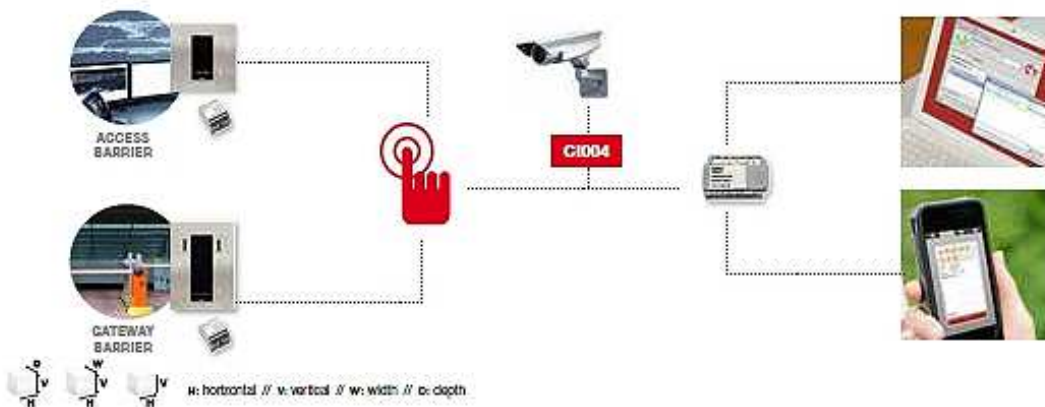 ACCESS
BARRIER
CI004
GATEWAY
BARRIER
D
V
H
W
V
H
V
H
H: horizontal // V: vertical // W: width // D: depth